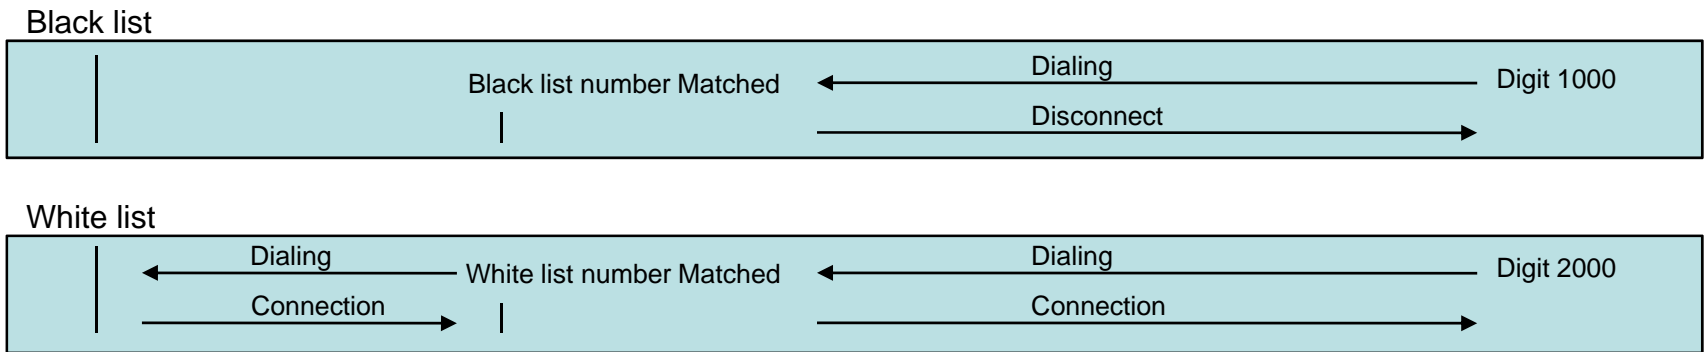 Black list
Dialing
Black list number Matched
Digit 1000
Disconnect
White list
Dialing
Dialing
White list number Matched
Digit 2000
Connection
Connection